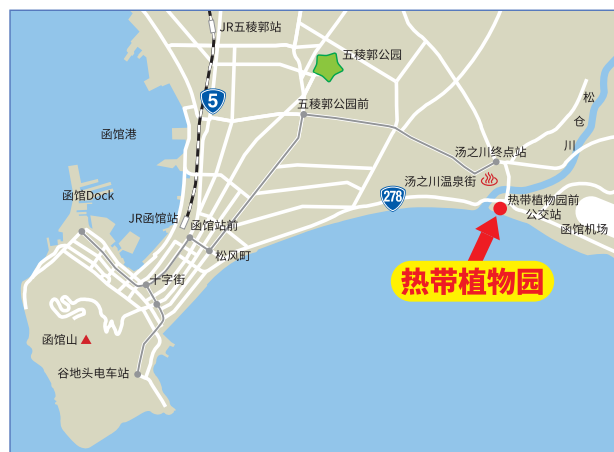 JR五稜郭站
五稜郭公园
5
五稜郭公园前
松仓川
函馆港
汤之川终点站
汤之川温泉街
函馆Dock
278
JR函馆站
函馆站前
热带植物园前
公交站
函馆机场
松风町
热带植物园
十字街
函馆山
谷地头电车站